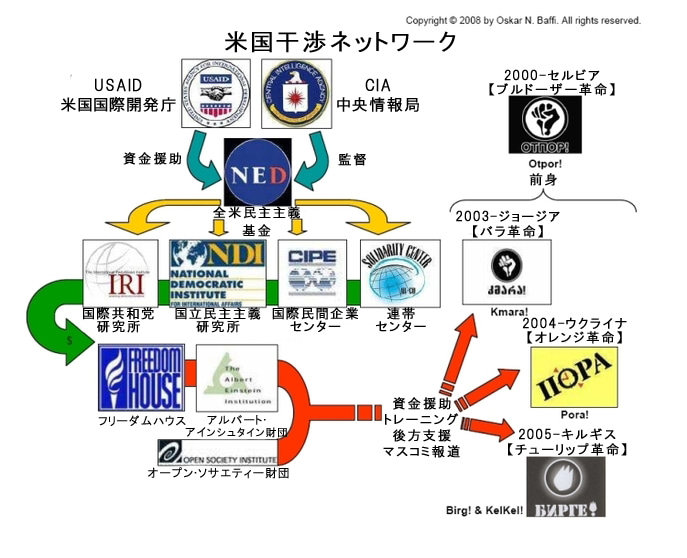 Copyright © 2008 by Oskar N. Baffi. All rights reserved.
米国干渉ネットワーク
USAID
米国国際開発庁
CIA
中央情報局
2000-セルビア
【ブルドーザー革命】
USAID
ОТПОР!
Otpor!
前身
資金援助
監督
NED
全米民主主義
基金
2003-ジョージア
【バラ革命】
IRI
NDI
NATIONAL
DEMOCRATIC
INSTITUTE
FOR INTERNATIONAL AFFAIRS
CIPE
SOLIDARITY CENTER
AFL-CIO
კმარა!
Kmara!
国際共和党
研究所
国立民主主義
研究所
国際民間企業
センター
連帯
センター
$
2004-ウクライナ
【オレンジ革命】
FREEDOM
HOUSE
The
Albert
Einstein
Institution
ПОРА
Pora!
フリーダムハウス
アルバート・
アインシュタイン財団
資金援助
トレーニング
後方支援
マスコミ報道
2005-キルギス
【チューリップ革命】
OPEN SOCIETY INSTITUTE
オープン・ソサエティー財団
Birg! & KelKel!
БИРГЕ!